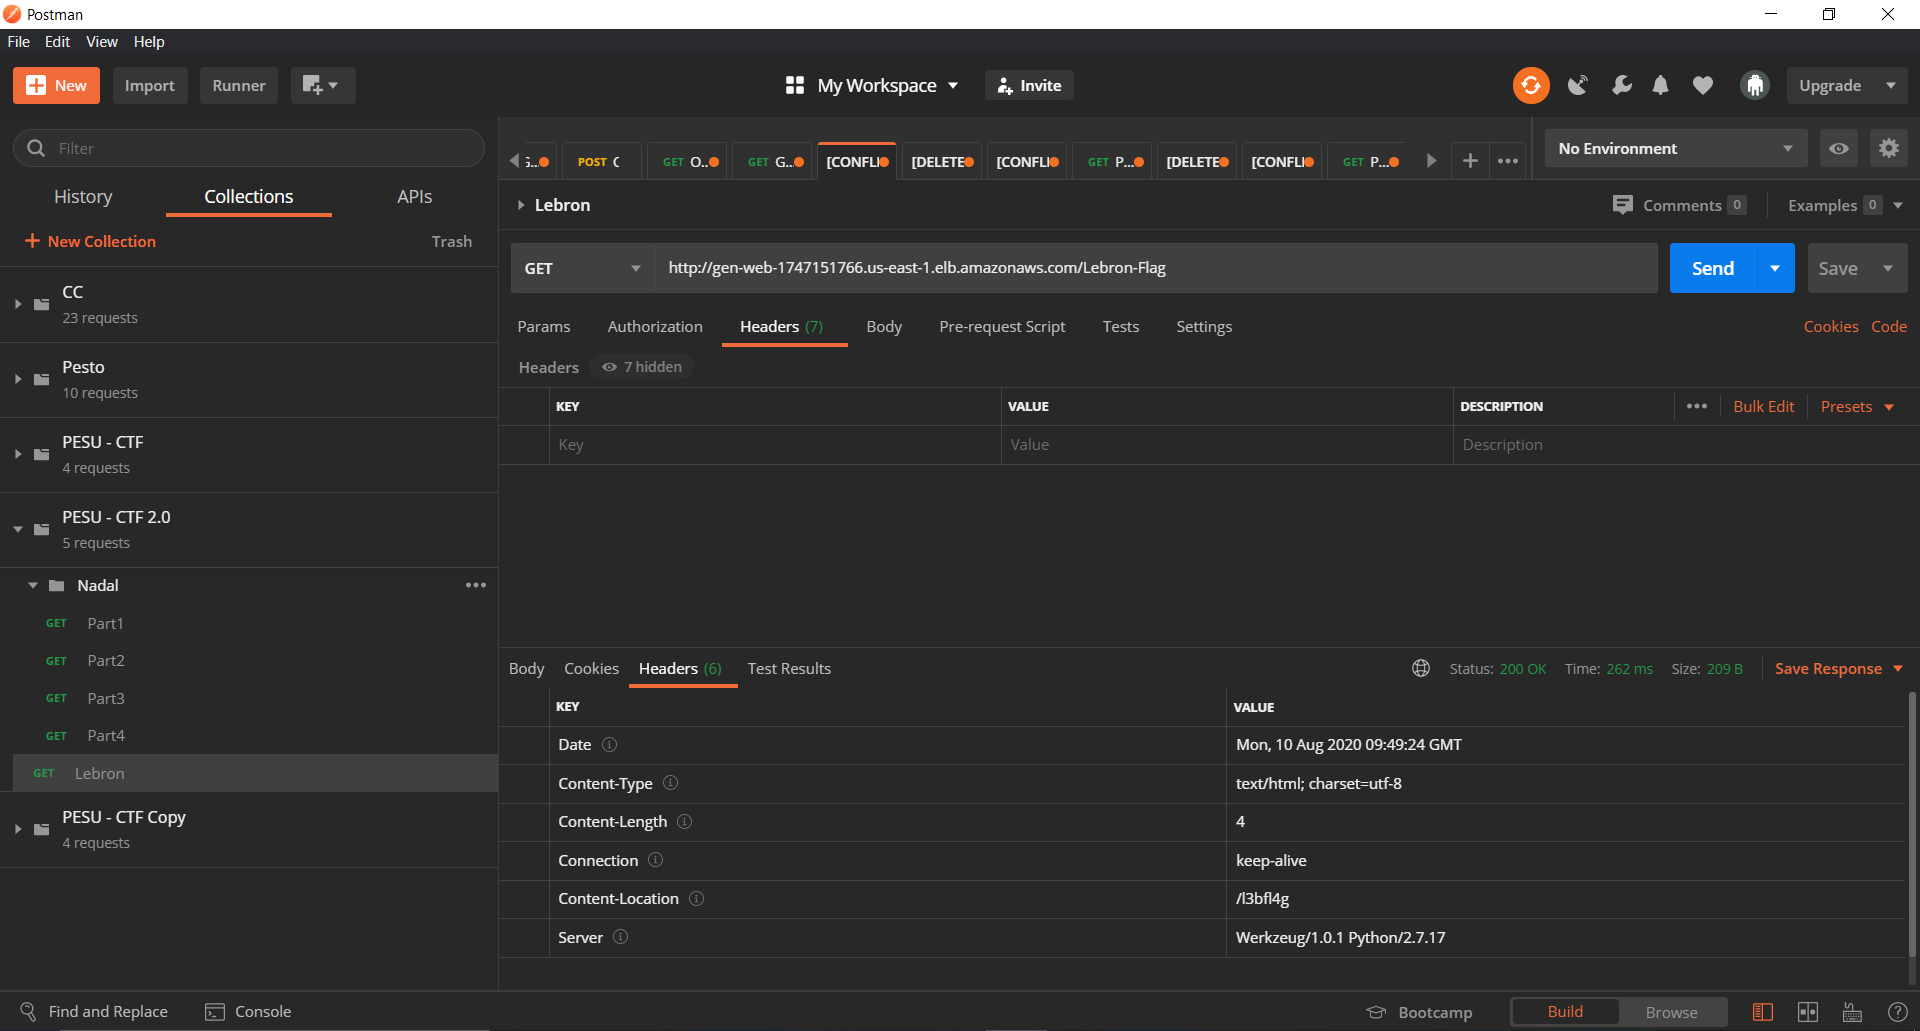 Postman
File Edit View Help
New Import Runner My Workspace Invite Upgrade
Filter
History Collections APIs
New Collection Trash
CC
23 requests
Pesto
10 requests
PESU - CTF
4 requests
PESU - CTF 2.0
5 requests
Nadal
GET Part1
GET Part2
GET Part3
GET Part4
GET Lebron
PESU - CTF Copy
4 requests
POST GET O.. GET G... [CONFLI [DELETE [CONFLI GET P... [DELETE [CONFLI GET P...
No Environment
Lebron
Comments 0 Examples 0
GET http://gen-web-1747151766.us-east-1.elb.amazonaws.com/Lebron-Flag Send Save
Params Authorization Headers (7) Body Pre-request Script Tests Settings Cookies Code
Headers 7 hidden
KEY VALUE DESCRIPTION Bulk Edit Presets
Key Value Description
Body Cookies Headers (6) Test Results Status: 200 OK Time: 262 ms Size: 209 B Save Response
KEY VALUE
Date Mon, 10 Aug 2020 09:49:24 GMT
Content-Type text/html; charset=utf-8
Content-Length 4
Connection keep-alive
Content-Location /l3bfl4g
Server Werkzeug/1.0.1 Python/2.7.17
Find and Replace Console Bootcamp Build Browse